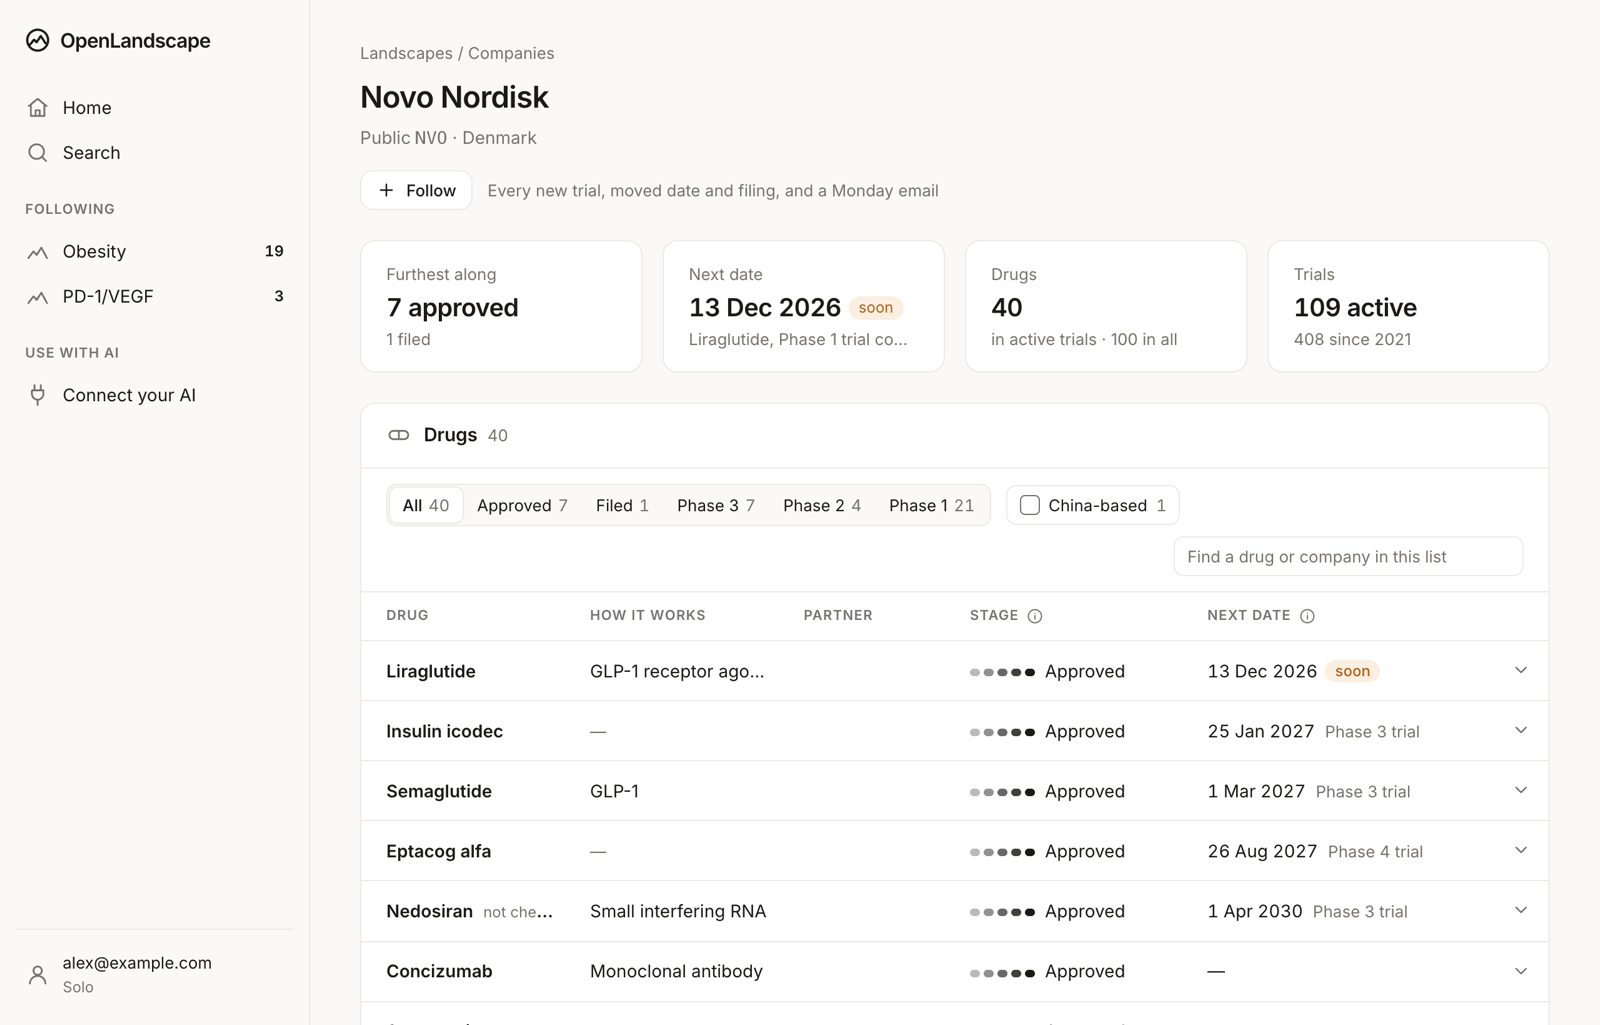 OpenLandscape
Home
Search
FOLLOWING
Obesity 19
PD-1/VEGF 3
USE WITH AI
Connect your AI
alex@example.com
Solo
Landscapes / Companies
Novo Nordisk
Public NVO · Denmark
+ Follow Every new trial, moved date and filing, and a Monday email
Furthest along
7 approved
1 filed
Next date
13 Dec 2026 soon
Liraglutide, Phase 1 trial co...
Drugs
40
in active trials · 100 in all
Trials
109 active
408 since 2021
Drugs 40
All 40 Approved 7 Filed 1 Phase 3 7 Phase 2 4 Phase 1 21 China-based 1
Find a drug or company in this list
DRUG HOW IT WORKS PARTNER STAGE NEXT DATE
Liraglutide GLP-1 receptor ago... Approved 13 Dec 2026 soon
Insulin icodec — Approved 25 Jan 2027 Phase 3 trial
Semaglutide GLP-1 Approved 1 Mar 2027 Phase 3 trial
Eptacog alfa — Approved 26 Aug 2027 Phase 4 trial
Nedosiran not che... Small interfering RNA Approved 1 Apr 2030 Phase 3 trial
Concizumab Monoclonal antibody Approved —